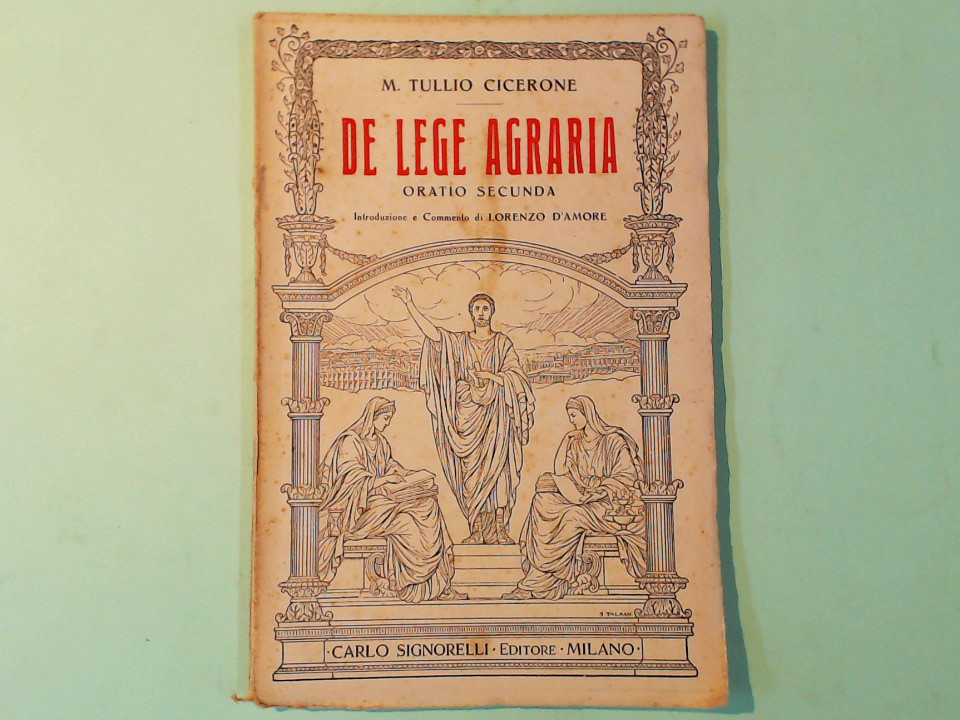 M. TULLIO CICERONE
DE LEGE AGRARIA
ORATIO SECUNDA
Introduzione e Commento di LORENZO D'AMORE
·CARLO SIGNORELLI · EDITORE · MILANO·